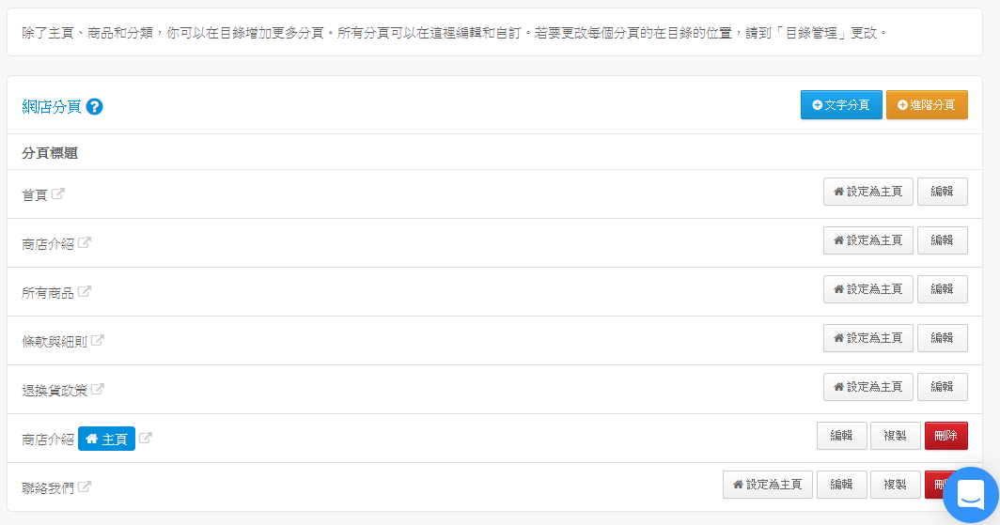 除了主頁、商品和分類，你可以在目錄增加更多分頁。所有分頁可以在這裡編輯和自訂。若要更改每個分頁的在目錄的位置，請到「目錄管理」更改。
網店分頁 ? 文字分頁 進階分頁
分頁標題
首頁 設定為主頁 編輯
商店介紹 設定為主頁 編輯
所有商品 設定為主頁 編輯
條款與細則 設定為主頁 編輯
退換貨政策 設定為主頁 編輯
商店介紹 主頁 編輯 複製 刪除
聯絡我們 設定為主頁 編輯 複製